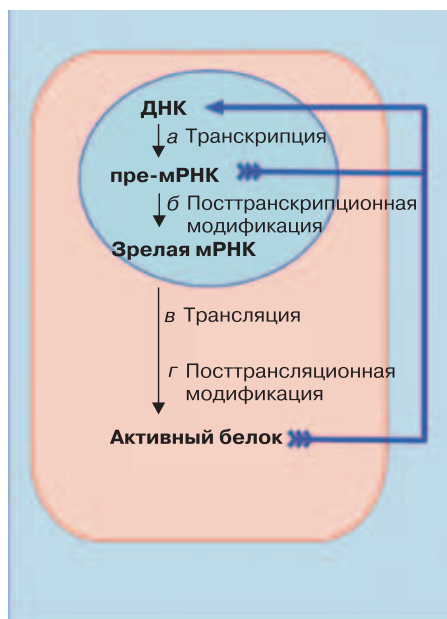 ДНК
а Транскрипция
пре-мРНК
б Посттранскрипционная
модификация
Зрелая мРНК
в Трансляция
г Посттрансляционная
модификация
Активный белок